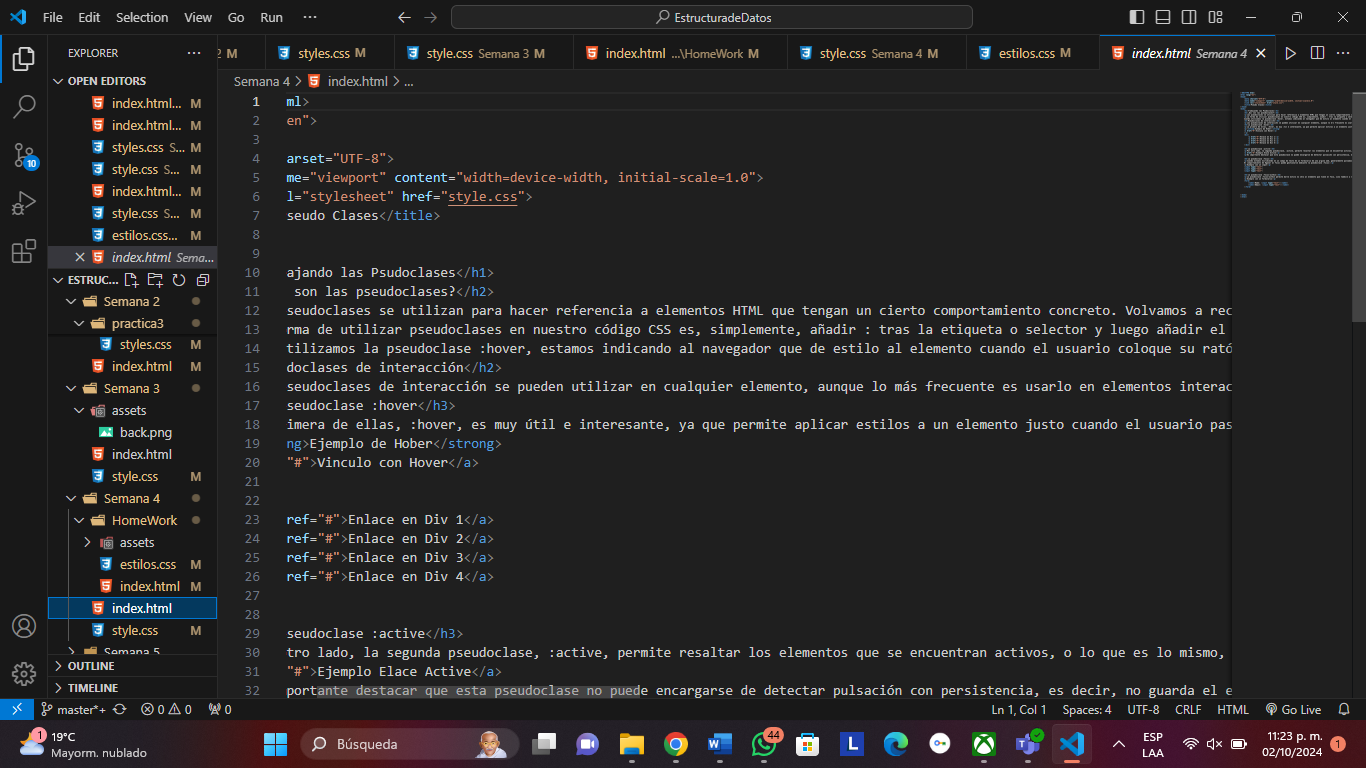 File Edit Selection View Go Run ···
EstructuradeDatos
EXPLORER ···
2 M
styles.css M
style.css Semana 3 M
index.html ...\HomeWork M
style.css Semana 4 M
estilos.css M
index.html Semana 4
OPEN EDITORS
index.html... M
index.html... M
styles.css S... M
style.css S... M
index.html... M
style.css S... M
estilos.css... M
index.html Sema...
ESTRUC...
Semana 2
practica3
styles.css M
index.html M
Semana 3
assets
back.png
index.html
style.css M
Semana 4
HomeWork
assets
estilos.css M
index.html M
index.html
style.css M
Semana 5
OUTLINE
TIMELINE
10
Semana 4 > index.html > ...
1 ml>
2 en">
3
4 arset="UTF-8">
5 me="viewport" content="width=device-width, initial-scale=1.0">
6 l="stylesheet" href="style.css">
7 seudo Clases</title>
8
9
10 ajando las Psudoclases</h1>
11 son las pseudoclases?</h2>
12 seudoclases se utilizan para hacer referencia a elementos HTML que tengan un cierto comportamiento concreto. Volvamos a rec
13 rma de utilizar pseudoclases en nuestro código CSS es, simplemente, añadir : tras la etiqueta o selector y luego añadir el
14 tilizamos la pseudoclase :hover, estamos indicando al navegador que de estilo al elemento cuando el usuario coloque su rató
15 doclases de interacción</h2>
16 seudoclases de interacción se pueden utilizar en cualquier elemento, aunque lo más frecuente es usarlo en elementos interac
17 seudoclase :hover</h3>
18 imera de ellas, :hover, es muy útil e interesante, ya que permite aplicar estilos a un elemento justo cuando el usuario pas
19 ng>Ejemplo de Hober</strong>
20 "#">Vinculo con Hover</a>
21
22
23 ref="#">Enlace en Div 1</a>
24 ref="#">Enlace en Div 2</a>
25 ref="#">Enlace en Div 3</a>
26 ref="#">Enlace en Div 4</a>
27
28
29 seudoclase :active</h3>
30 tro lado, la segunda pseudoclase, :active, permite resaltar los elementos que se encuentran activos, o lo que es lo mismo,
31 "#">Ejemplo Elace Active</a>
32 portante destacar que esta pseudoclase no puede encargarse de detectar pulsación con persistencia, es decir, no guarda el e
master*+ 0 0 0
Ln 1, Col 1 Spaces: 4 UTF-8 CRLF HTML Go Live
1
19°C
Mayorm. nublado
Búsqueda
44
ESP
LAA
11:23 p. m.
02/10/2024
1